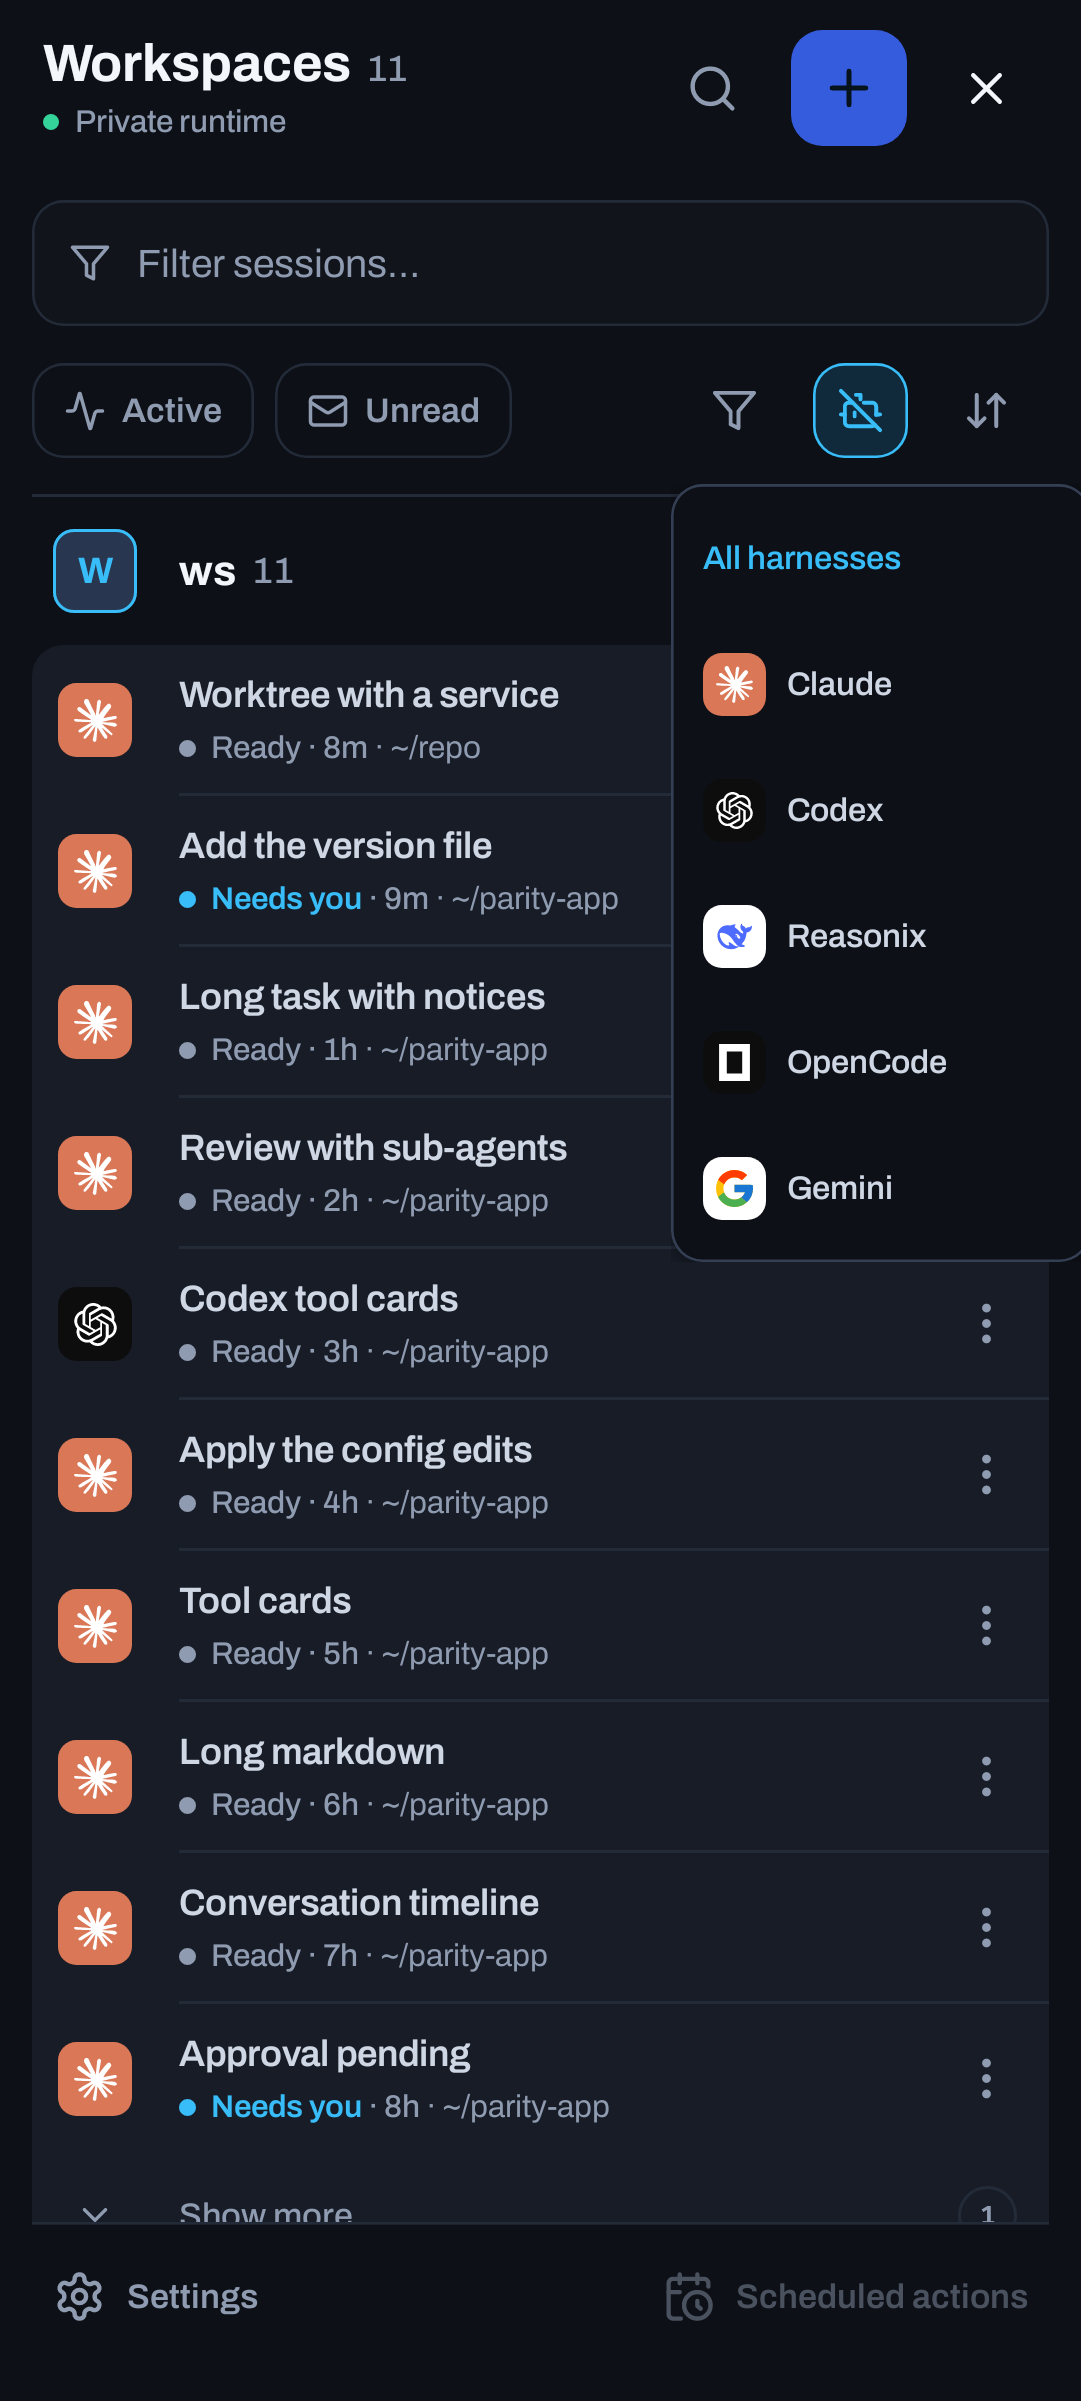 Workspaces 11
Private runtime
Filter sessions...
Active
Unread
All harnesses
W
ws 11
Claude
Codex
Reasonix
OpenCode
Gemini
Worktree with a service
Ready · 8m · ~/repo
Add the version file
Needs you · 9m · ~/parity-app
Long task with notices
Ready · 1h · ~/parity-app
Review with sub-agents
Ready · 2h · ~/parity-app
Codex tool cards
Ready · 3h · ~/parity-app
Apply the config edits
Ready · 4h · ~/parity-app
Tool cards
Ready · 5h · ~/parity-app
Long markdown
Ready · 6h · ~/parity-app
Conversation timeline
Ready · 7h · ~/parity-app
Approval pending
Needs you · 8h · ~/parity-app
Show more 1
Settings
Scheduled actions